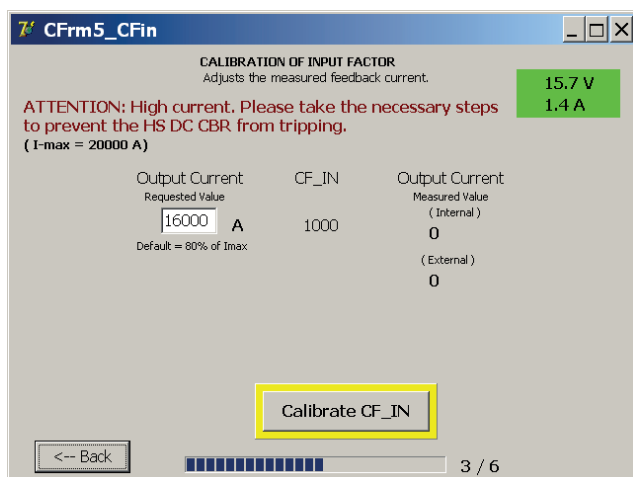 CFrm5_CFin
CALIBRATION OF INPUT FACTOR
Adjusts the measured feedback current.
15.7 V
1.4 A
ATTENTION: High current. Please take the necessary steps
to prevent the HS DC CBR from tripping.
( I-max = 20000 A)
Output Current
Requested Value
16000 A
Default = 80% of Imax
CF_IN
1000
Output Current
Measured Value
( Internal )
0
( External )
0
Calibrate CF_IN
<-- Back
3 / 6